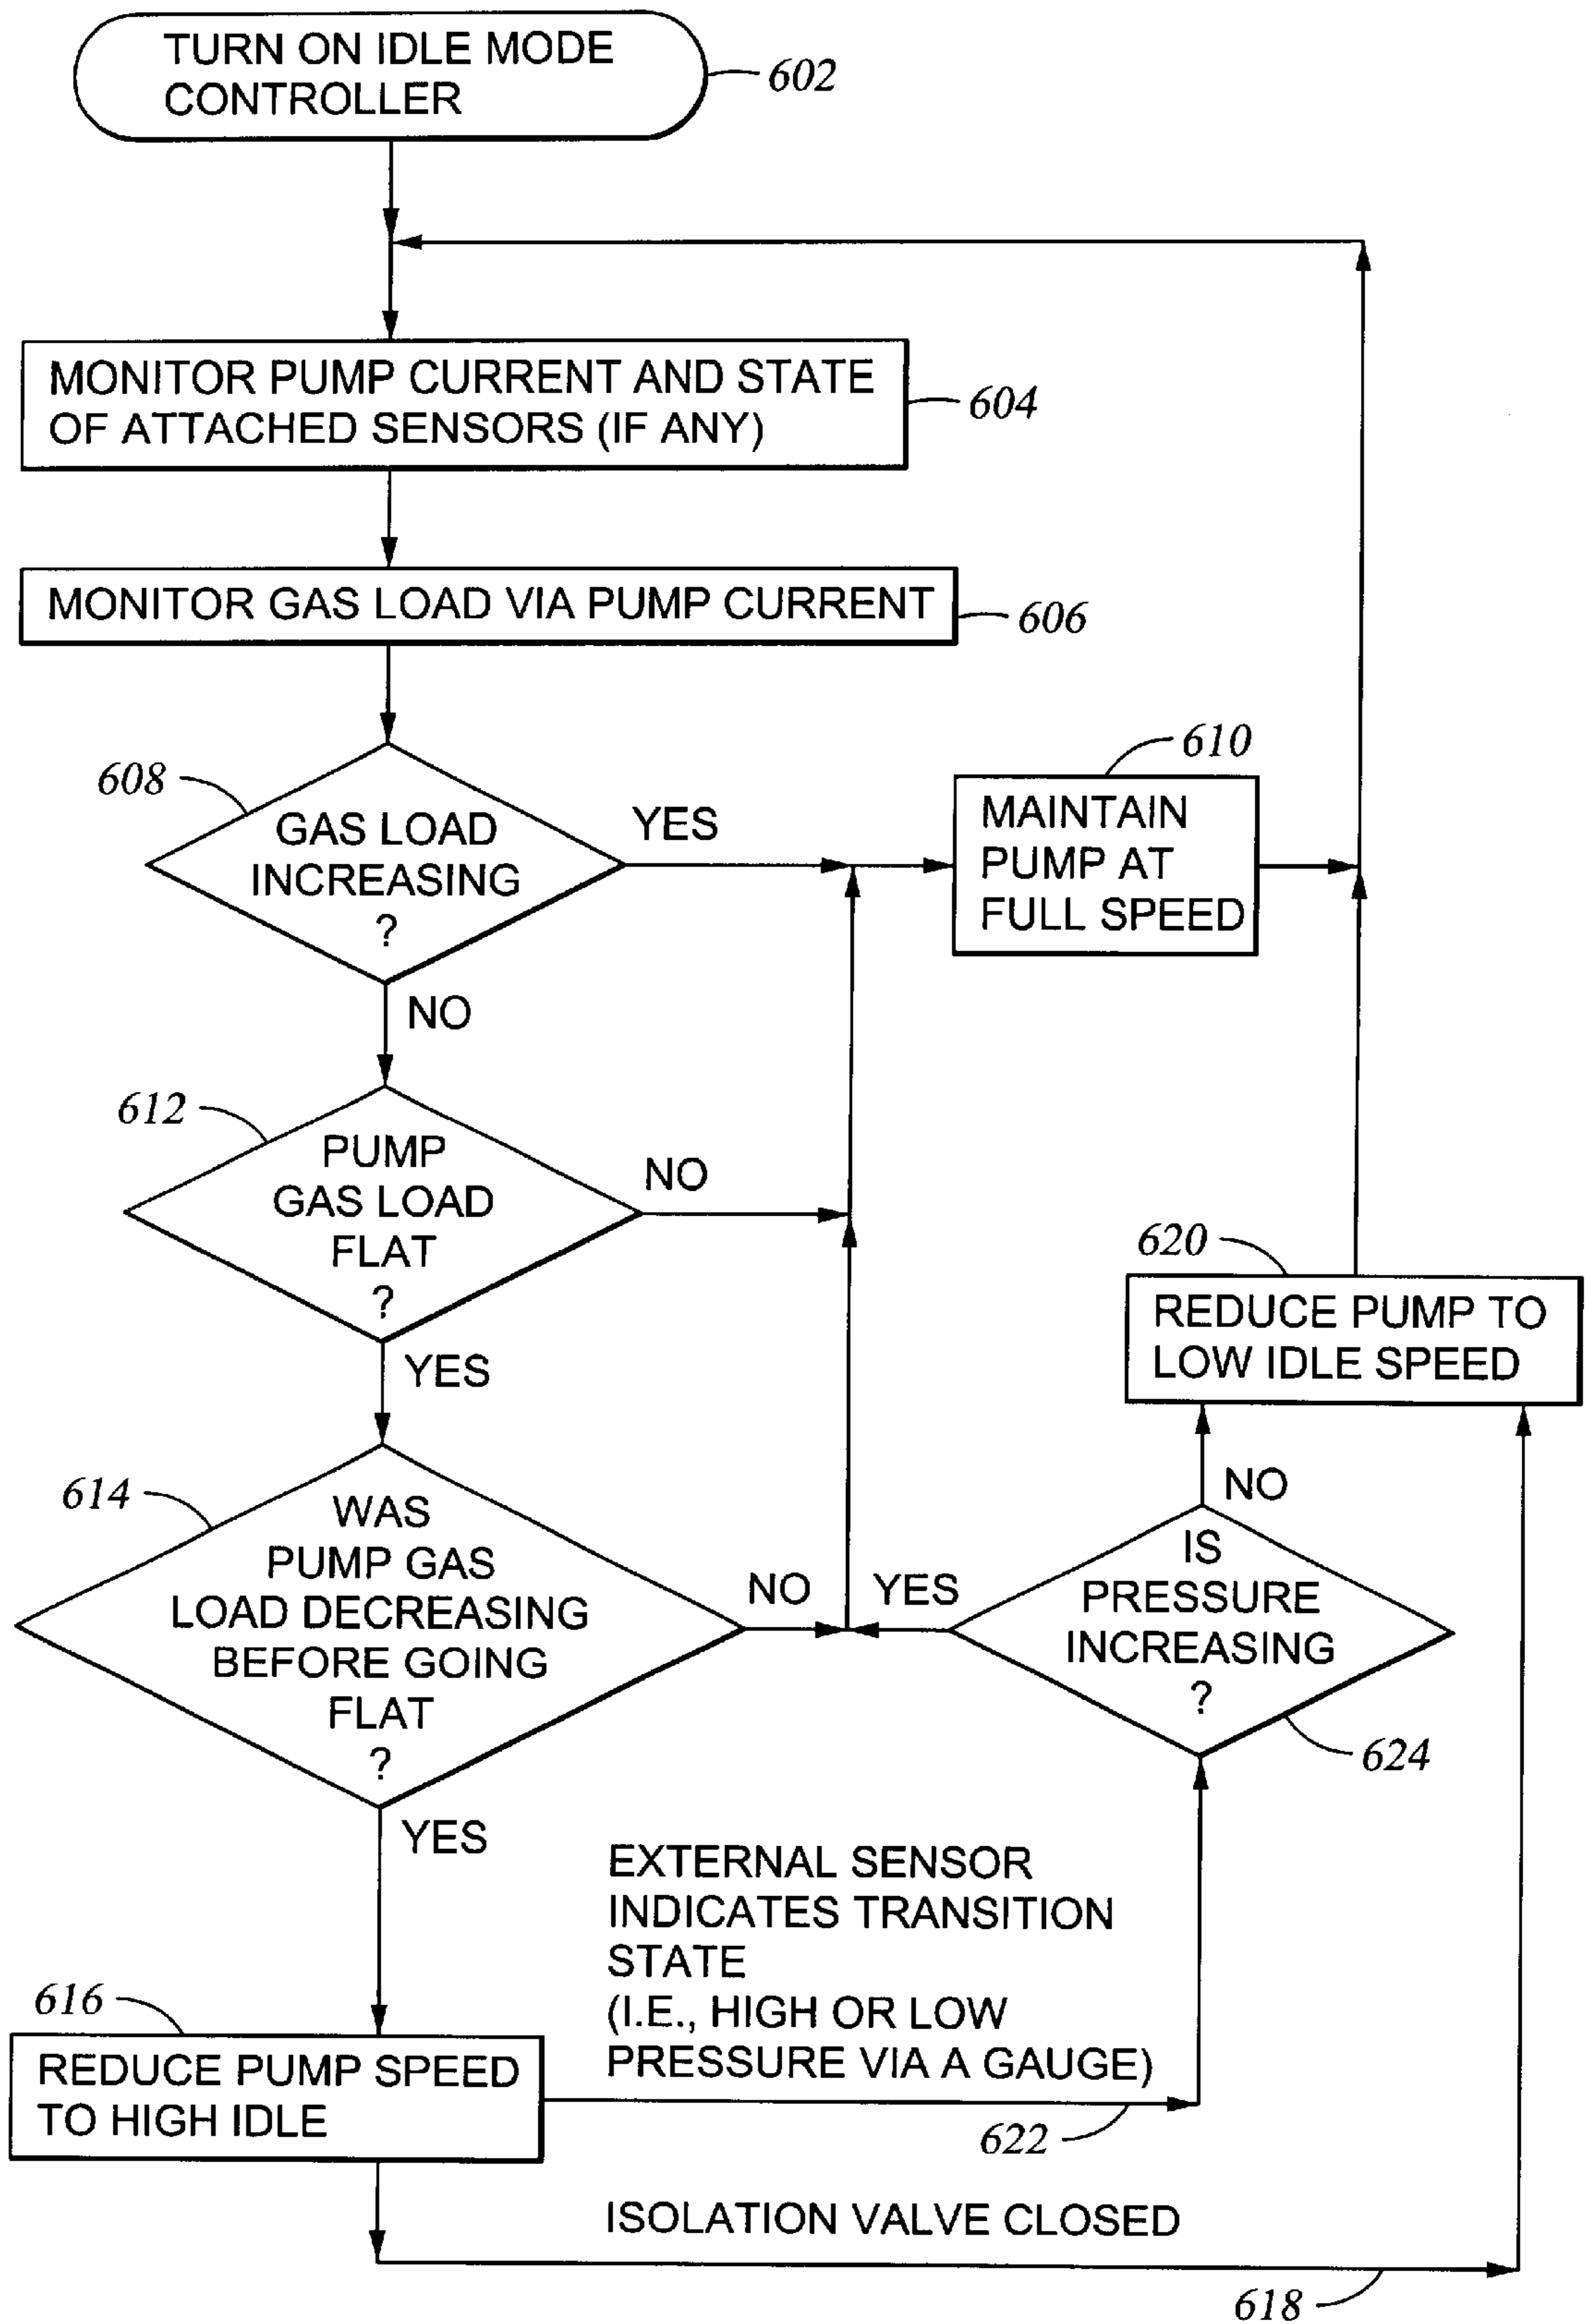 TURN ON IDLE MODE
CONTROLLER
602
MONITOR PUMP CURRENT AND STATE
OF ATTACHED SENSORS (IF ANY)
604
MONITOR GAS LOAD VIA PUMP CURRENT
606
608
GAS LOAD
INCREASING
?
YES
610
MAINTAIN
PUMP AT
FULL SPEED
NO
612
PUMP
GAS LOAD
FLAT
?
NO
YES
620
REDUCE PUMP TO
LOW IDLE SPEED
614
WAS
PUMP GAS
LOAD DECREASING
BEFORE GOING
FLAT
?
NO
YES
NO
IS
PRESSURE
INCREASING
?
624
YES
EXTERNAL SENSOR
INDICATES TRANSITION
STATE
(I.E., HIGH OR LOW
PRESSURE VIA A GAUGE)
616
REDUCE PUMP SPEED
TO HIGH IDLE
622
ISOLATION VALVE CLOSED
618